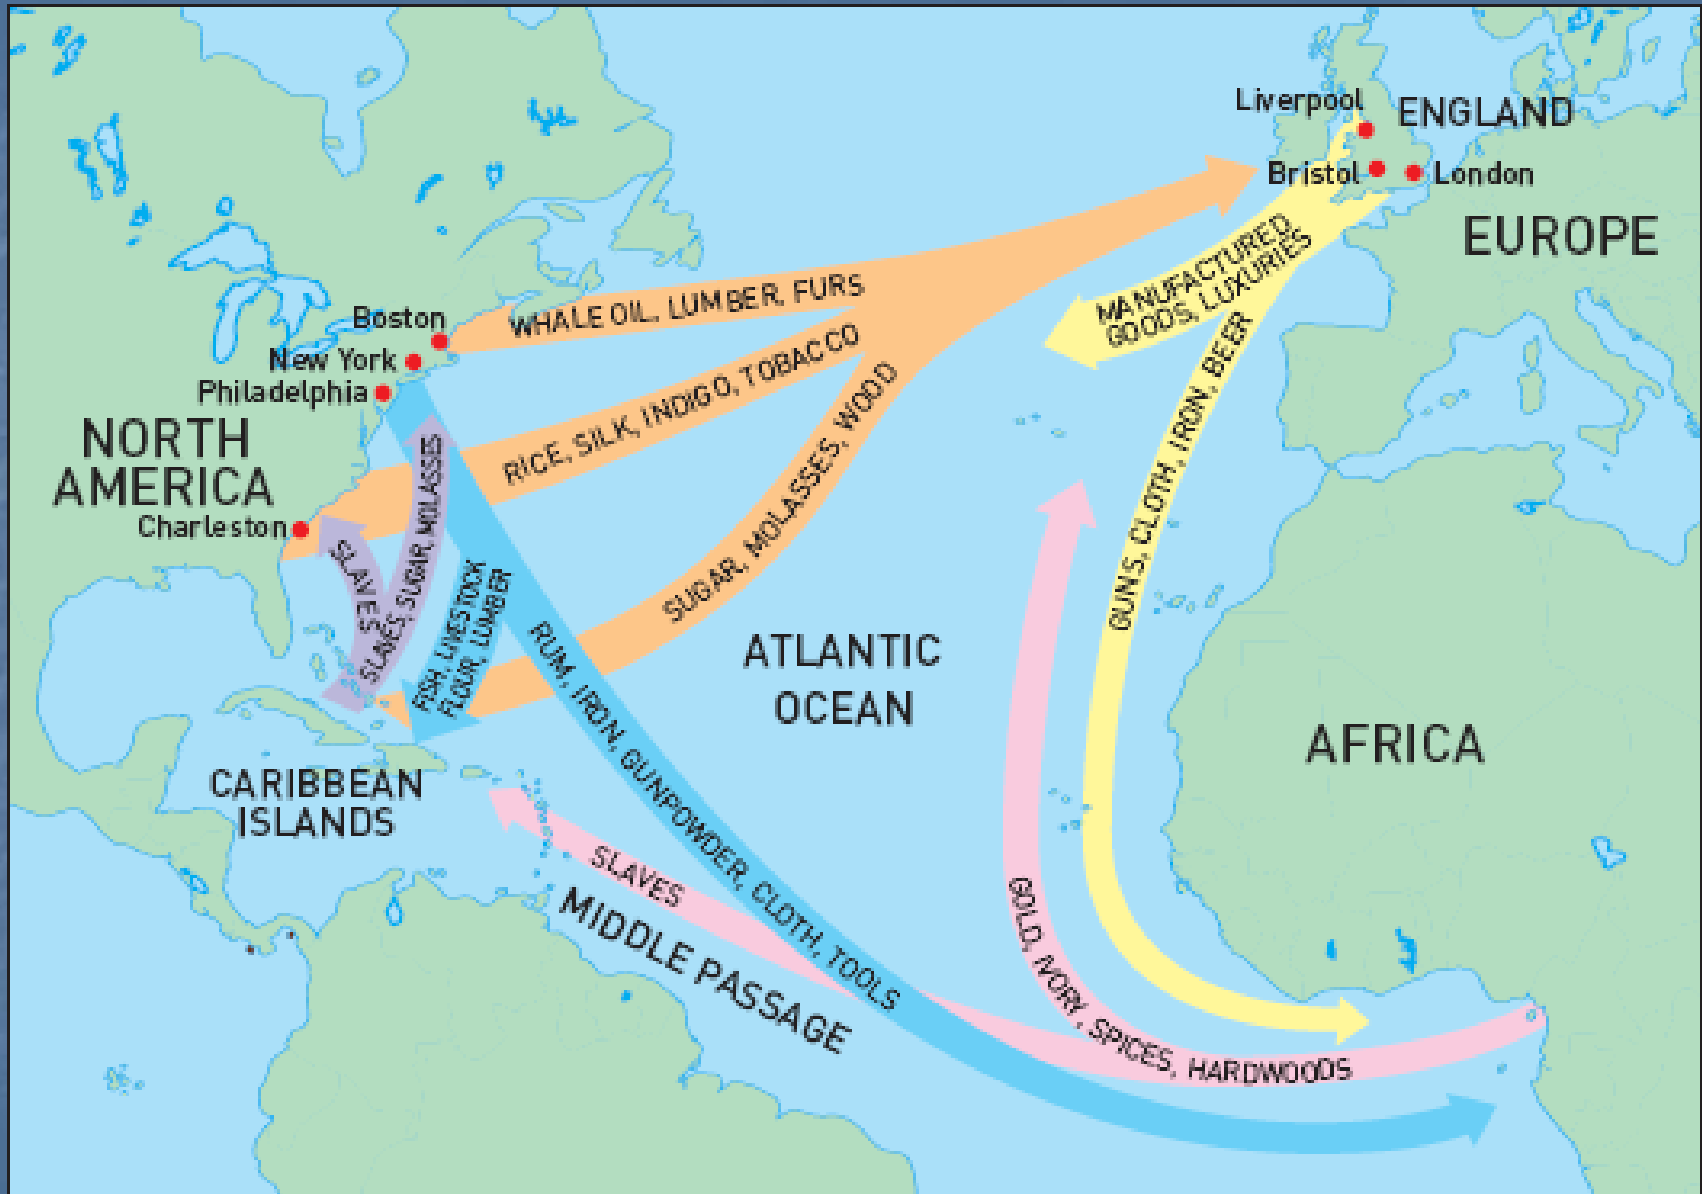 Liverpool
ENGLAND
Bristol
London
EUROPE
MANUFACTURED
GOODS, LUXURIES
WHALE OIL, LUMBER, FURS
Boston
New York
Philadelphia
RICE, SILK, INDIGO, TOBACCO
GUNS, CLOTH, IRON, BEER
NORTH
AMERICA
Charleston
SUGAR, MOLASSES, WOOD
SLAVES
SLAVES, SUGAR, MOLASSES
FISH, LIVESTOCK
FLOUR, LUMBER
RUM, IRON, GUNPOWDER, CLOTH, TOOLS
ATLANTIC
OCEAN
AFRICA
CARIBBEAN
ISLANDS
SLAVES
MIDDLE PASSAGE
GOLD, IVORY, SPICES, HARDWOODS